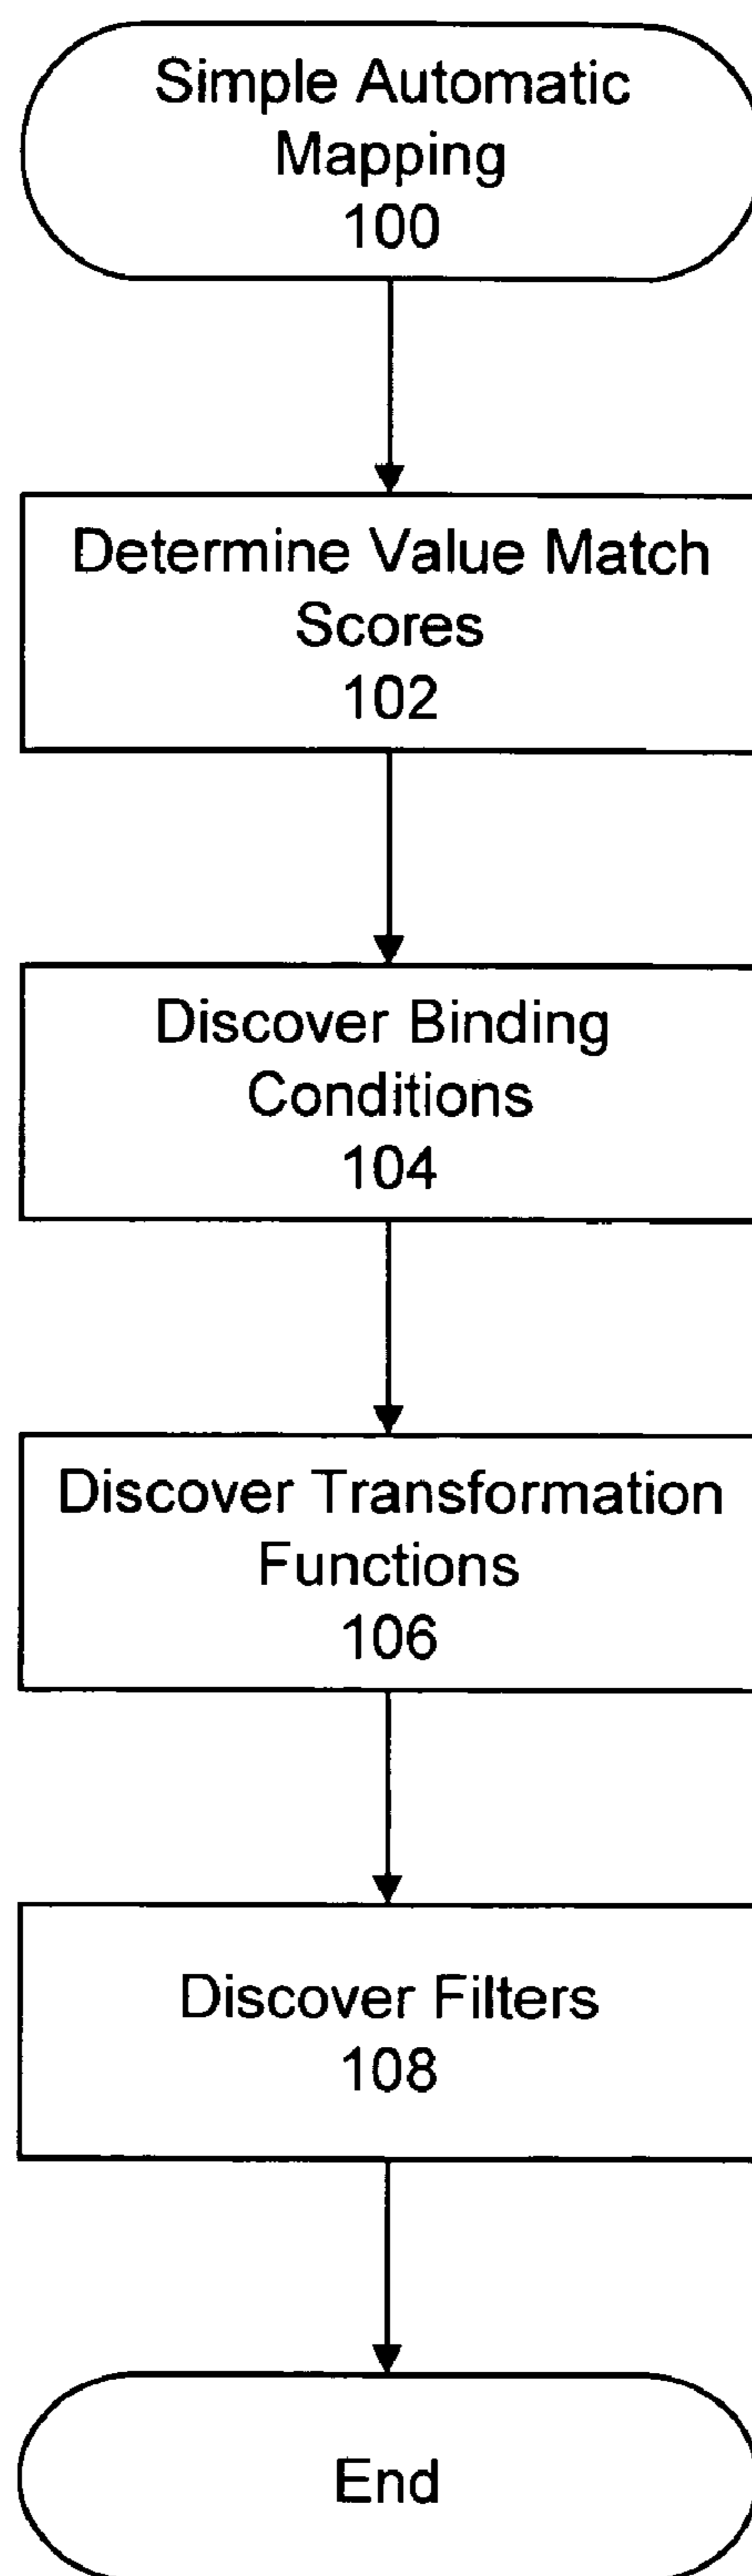 Simple Automatic
Mapping
100
Determine Value Match
Scores
102
Discover Binding
Conditions
104
Discover Transformation
Functions
106
Discover Filters
108
End